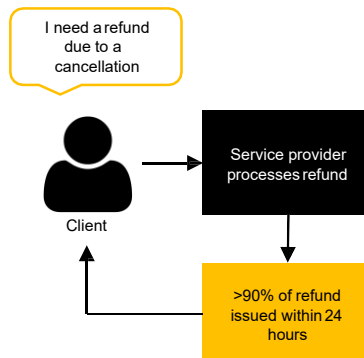 I need a refund
due to a
cancellation
Service provider
processes refund
Client
>90% of refund
issued within 24
hours